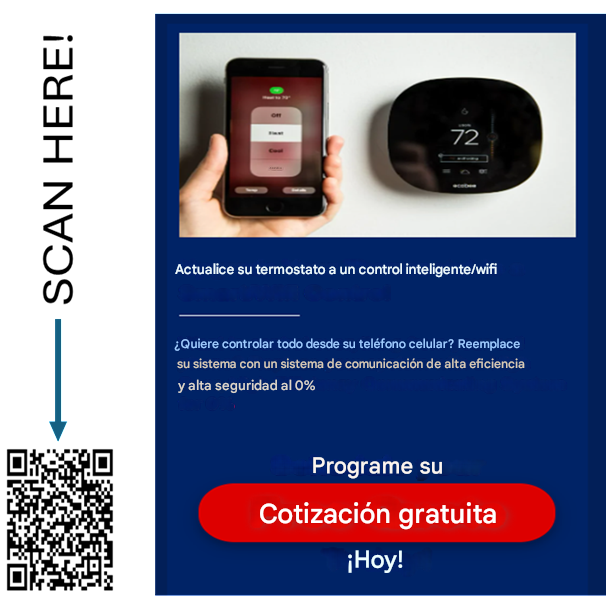 SCAN HERE!
Off
Heat
Cool
72
ecobee
Actualice su termostato a un control inteligente/wifi
¿Quiere controlar todo desde su teléfono celular? Reemplace
su sistema con un sistema de comunicación de alta eficiencia
y alta seguridad al 0%
Programe su
Cotización gratuita
¡Hoy!